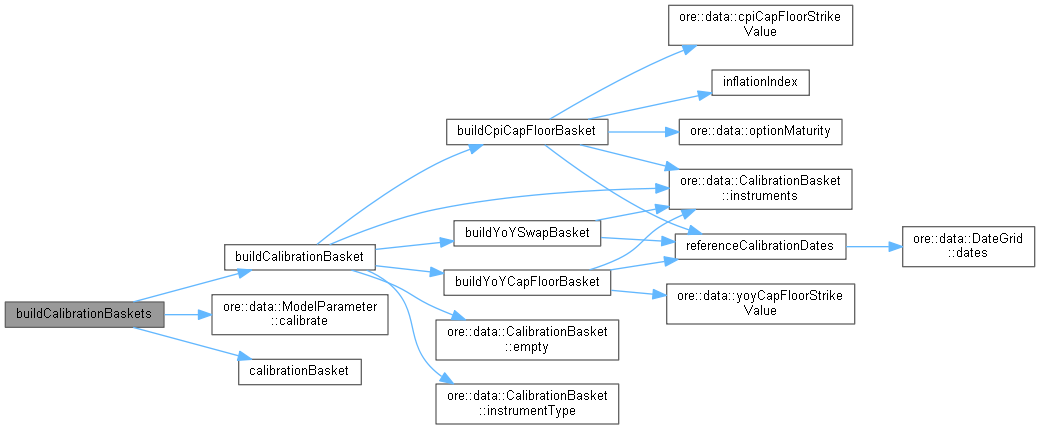 ore::data::cpiCapFloorStrike
Value
inflationIndex
buildCpiCapFloorBasket
ore::data::optionMaturity
ore::data::CalibrationBasket
::instruments
buildYoYSwapBasket
referenceCalibrationDates
ore::data::DateGrid
::dates
buildCalibrationBasket
buildYoYCapFloorBasket
ore::data::yoyCapFloorStrike
Value
buildCalibrationBaskets
ore::data::ModelParameter
::calibrate
ore::data::CalibrationBasket
::empty
calibrationBasket
ore::data::CalibrationBasket
::instrumentType